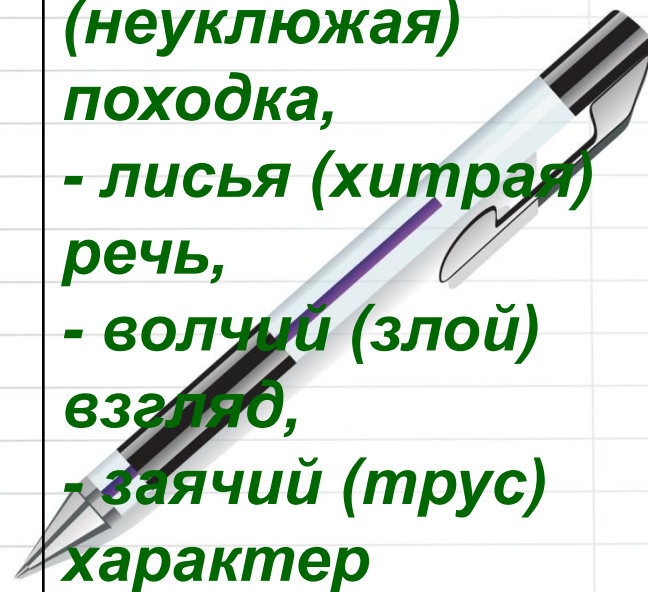 (неуклюжая)
походка,
- лисья (хитрая)
речь,
- волчий (злой)
взгляд,
- заячий (трус)
характер